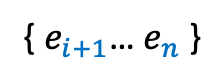 { e_{i+1}… e_n }